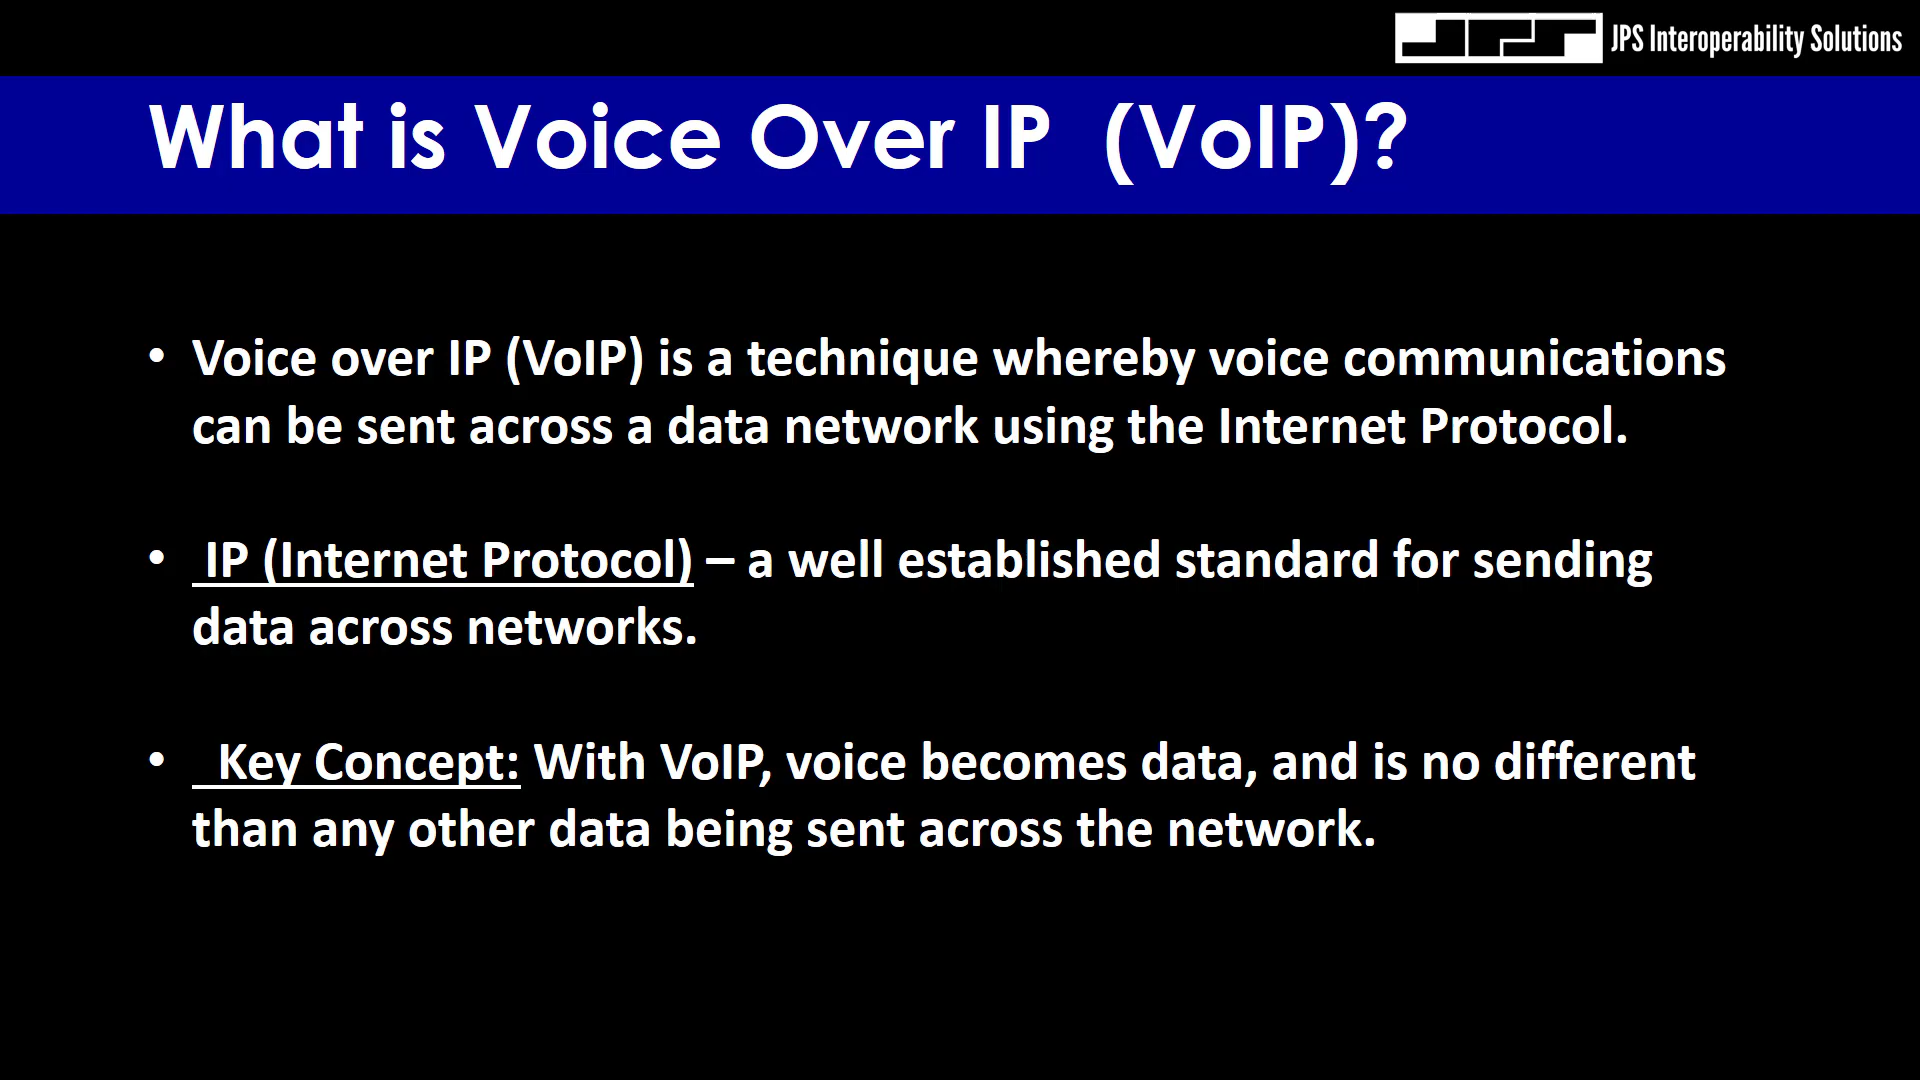 JPS JPS Interoperability Solutions
What is Voice Over IP (VoIP)?
• Voice over IP (VoIP) is a technique whereby voice communications
can be sent across a data network using the Internet Protocol.
• IP (Internet Protocol) – a well established standard for sending
data across networks.
• Key Concept: With VoIP, voice becomes data, and is no different
than any other data being sent across the network.